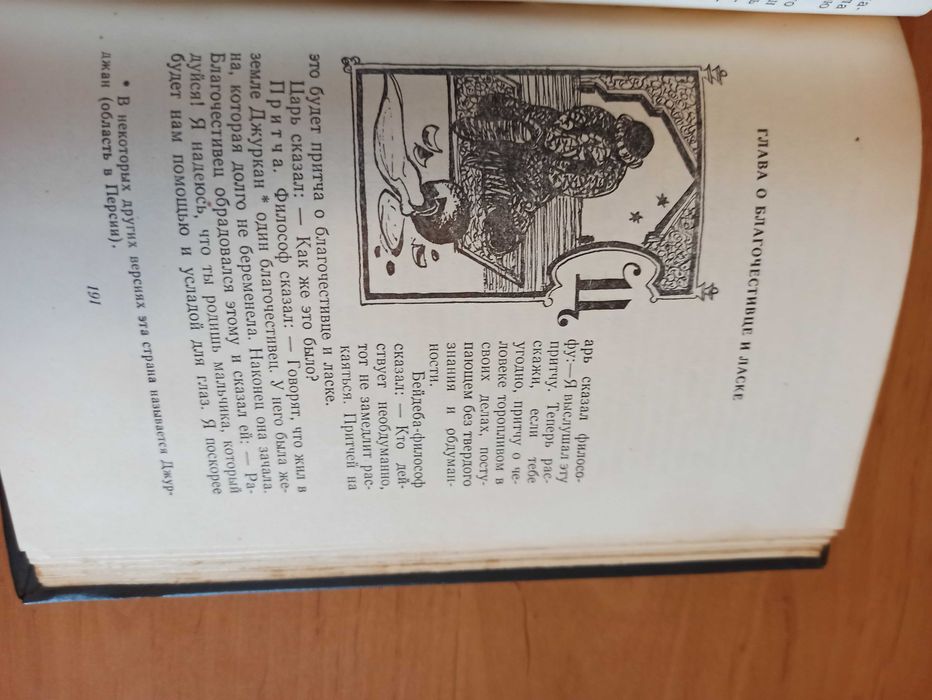 ГЛАВА О БЛАГОЧЕСТИВЦЕ И ЛАСКЕ
Царь сказал филосо-
фу:—Я выслушал эту
притчу. Теперь рас-
скажи, если тебе
угодно, притчу о че-
ловеке торопливом в
своих делах, посту-
пающем без твердого
знания и обдуман-
ности.
Бейдеба-философ
сказал: — Кто дей-
ствует необдуманно,
тот не замедлит рас-
каяться. Притчей на
это будет притча о благочестивце и ласке.
Царь сказал: — Как же это было?
Притча. Философ сказал: — Говорят, что жил в
земле Джуркан * один благочестивец. У него была же-
на, которая долго не беременела. Наконец она зачала.
Благочестивец обрадовался этому и сказал ей: — Ра-
дуйся! Я надеюсь, что ты родишь мальчика, который
будет нам помощью и усладой для глаз. Я поскорее
* В некоторых других версиях эта страна называется Джур-
джан (область в Персии).
191